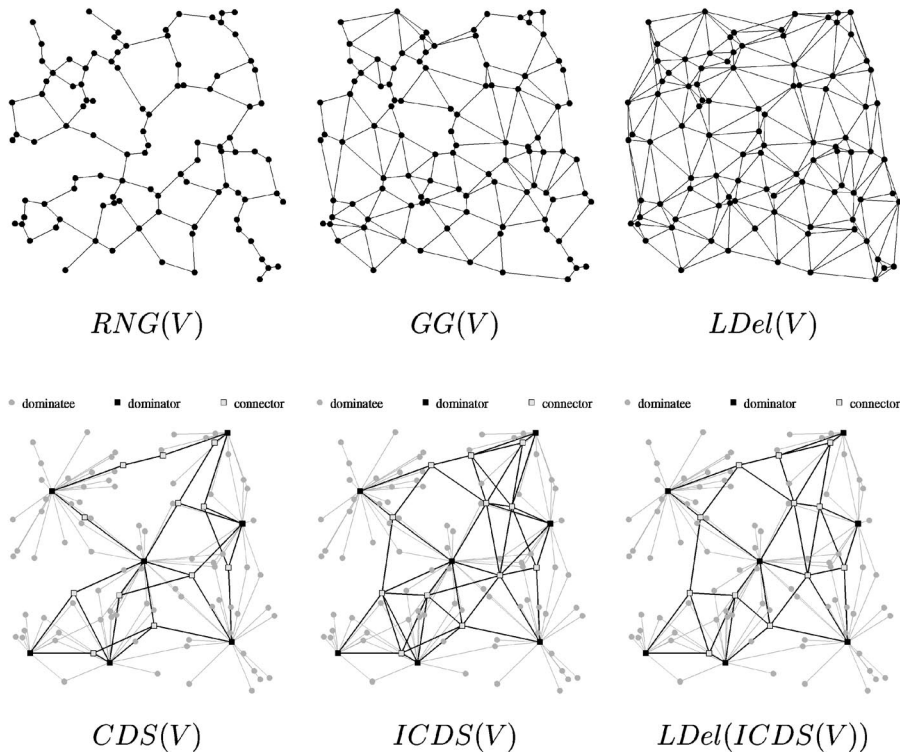 RNG(V)
GG(V)
LDel(V)
dominatee dominator connector
dominatee dominator connector
dominatee dominator connector
CDS(V)
ICDS(V)
LDel(ICDS(V))